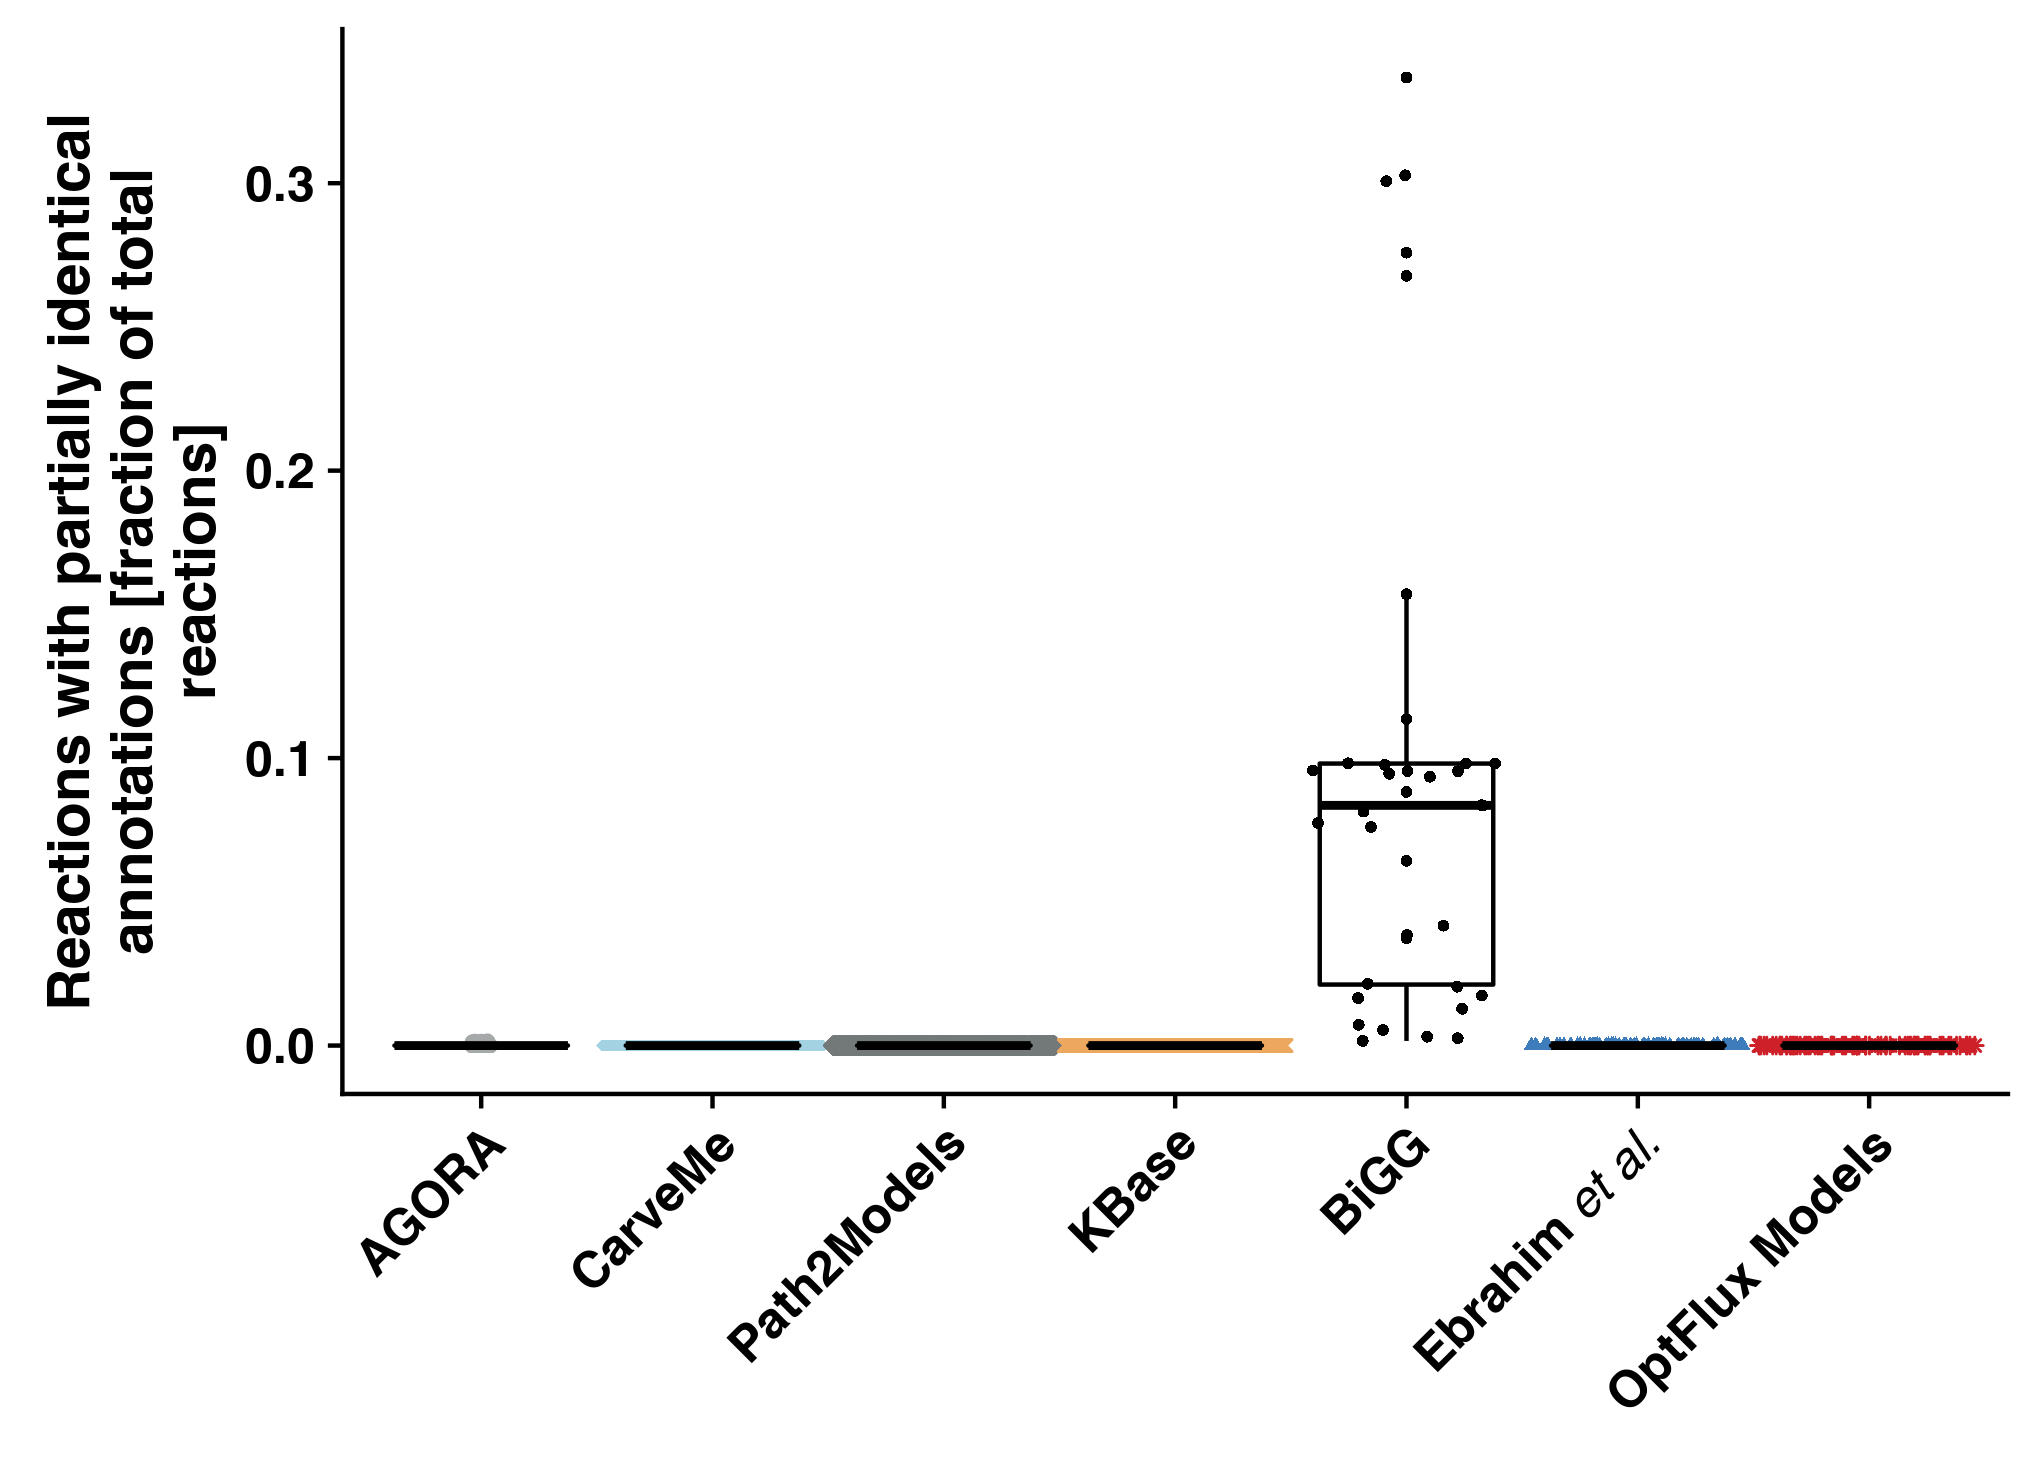 Reactions with partially identical
annotations [fraction of total
reactions]
0.3
0.2
0.1
0.0
AGORA
CarveMe
Path2Models
KBase
BiGG
Ebrahim et al.
OptFlux Models